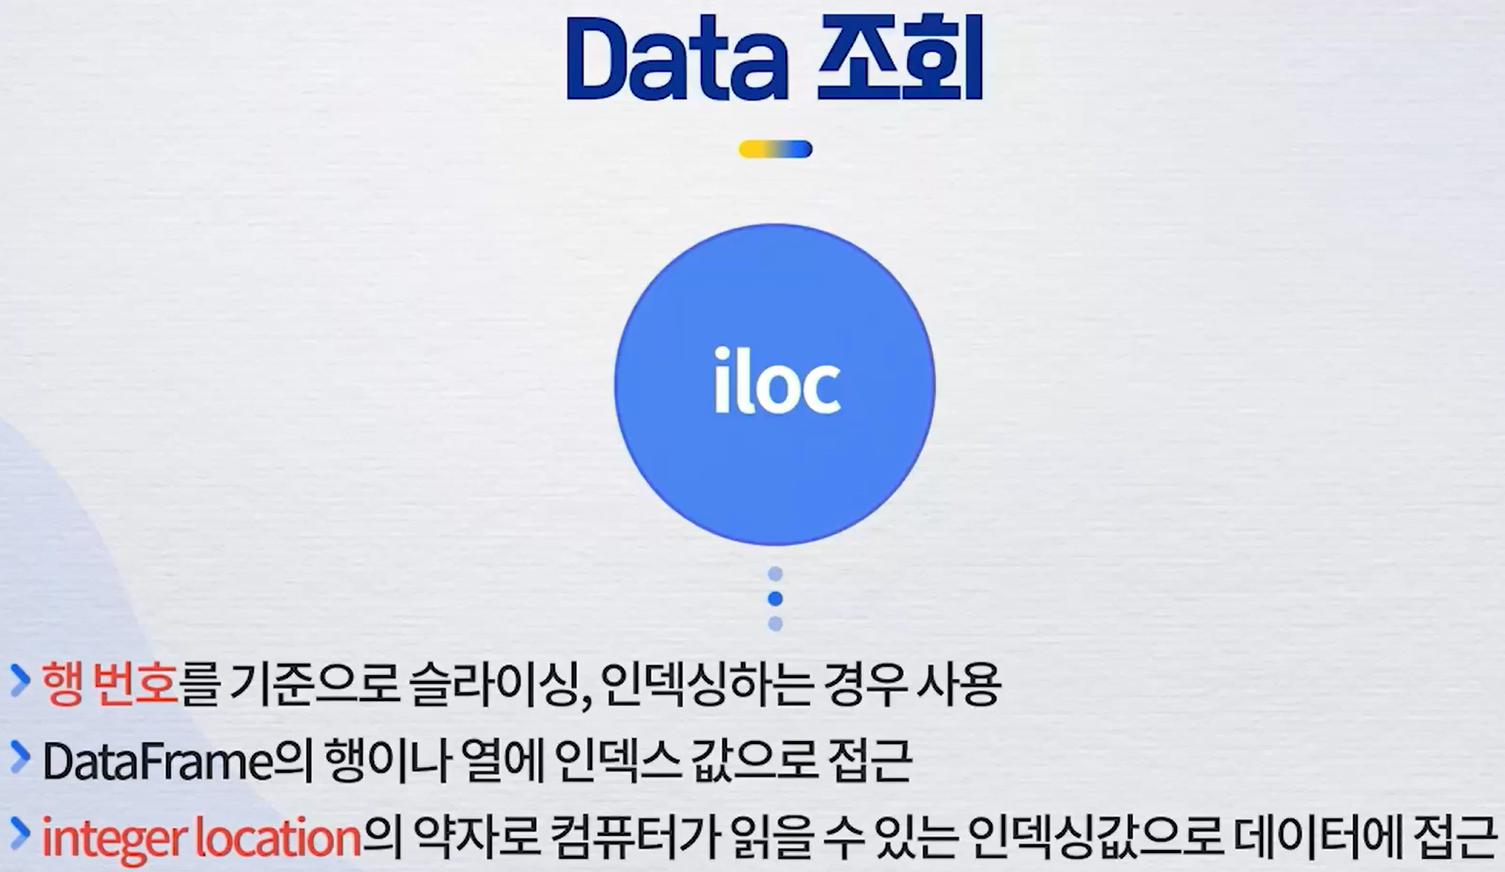 Data 조회
iloc
행 번호를 기준으로 슬라이싱, 인덱싱하는 경우 사용
DataFrame의 행이나 열에 인덱스 값으로 접근
integer location의 약자로 컴퓨터가 읽을 수 있는 인덱싱값으로 데이터에 접근